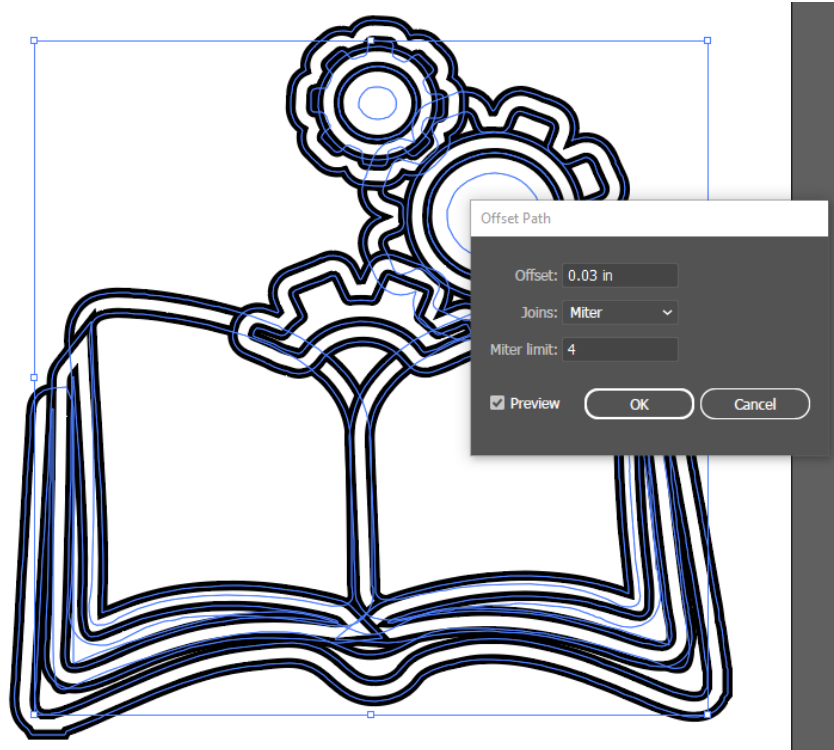 Offset Path
Offset: 0.03 in
Joins: Miter
Miter limit: 4
Preview OK Cancel